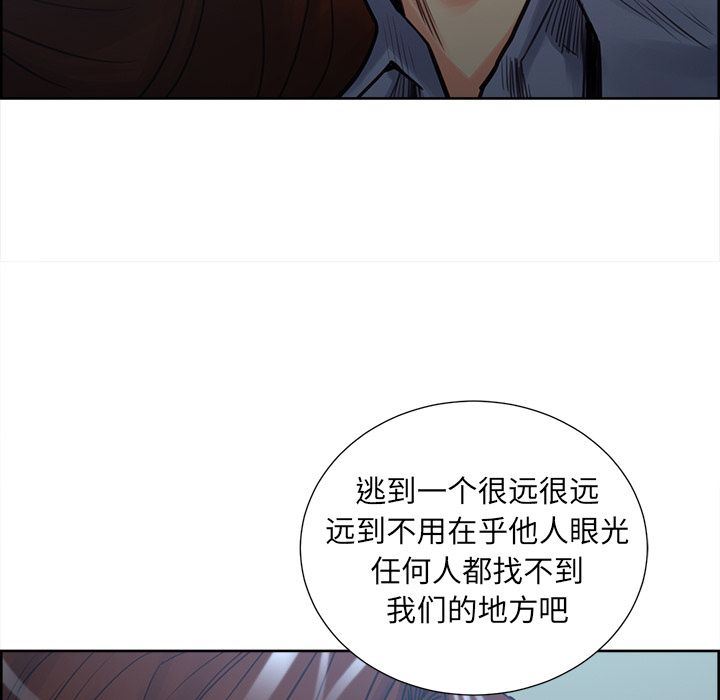 逃到一个很远很远
远到不用在乎他人眼光
任何人都找不到
我们的地方吧